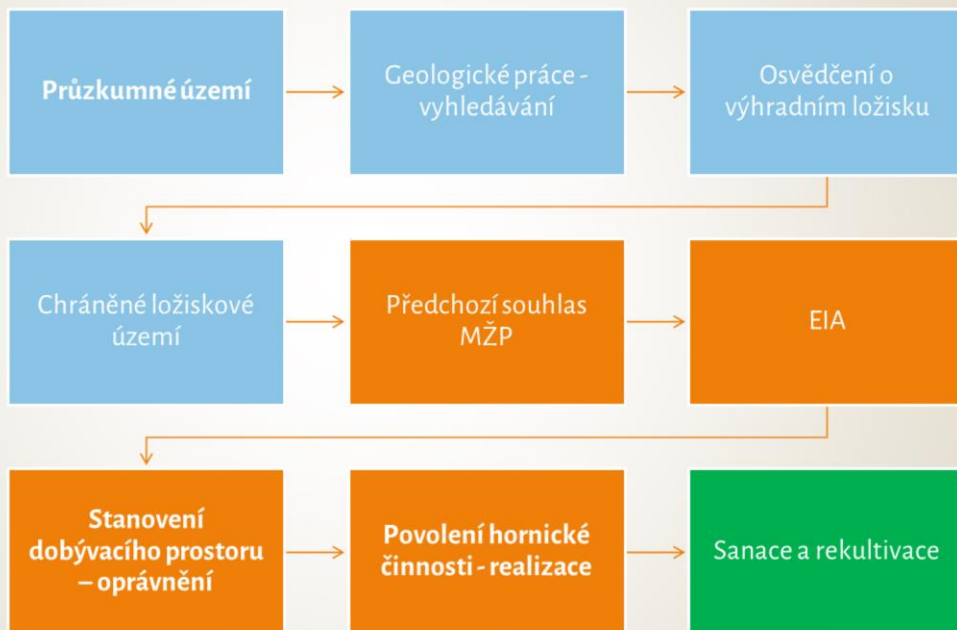 Průzkumné území
Geologické práce -
vyhledávání
Osvědčení o
výhradním ložisku
Chráněné ložiskové
území
Předchozí souhlas
MŽP
EIA
Stanovení
dobývacího prostoru
– oprávnění
Povolení hornické
činnosti - realizace
Sanace a rekultivace